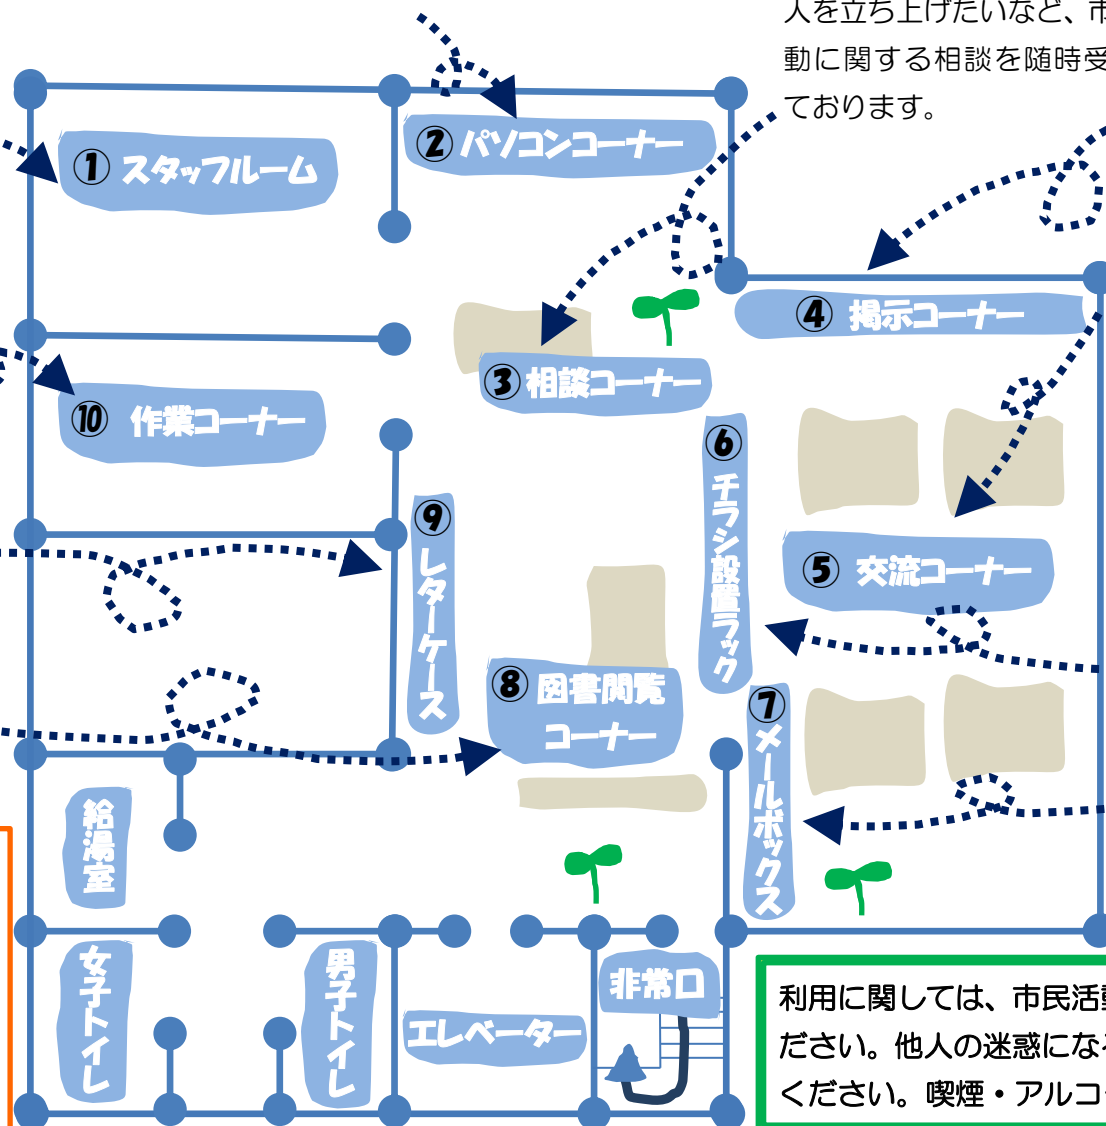 人を立ち上げたいなど、市
動に関する相談を随時受
ております。
① スタッフルーム
② パソコンコーナー
③ 相談コーナー
④ 掲示コーナー
⑩ 作業コーナー
⑥ チラシ設置ラック
⑤ 交流コーナー
⑨ レターケース
⑧ 図書閲覧
コーナー
⑦ メールボックス
給湯室
女子トイレ
男子トイレ
エレベーター
非常口
利用に関しては、市民活動
ださい。他人の迷惑になる
ください。喫煙・アルコー